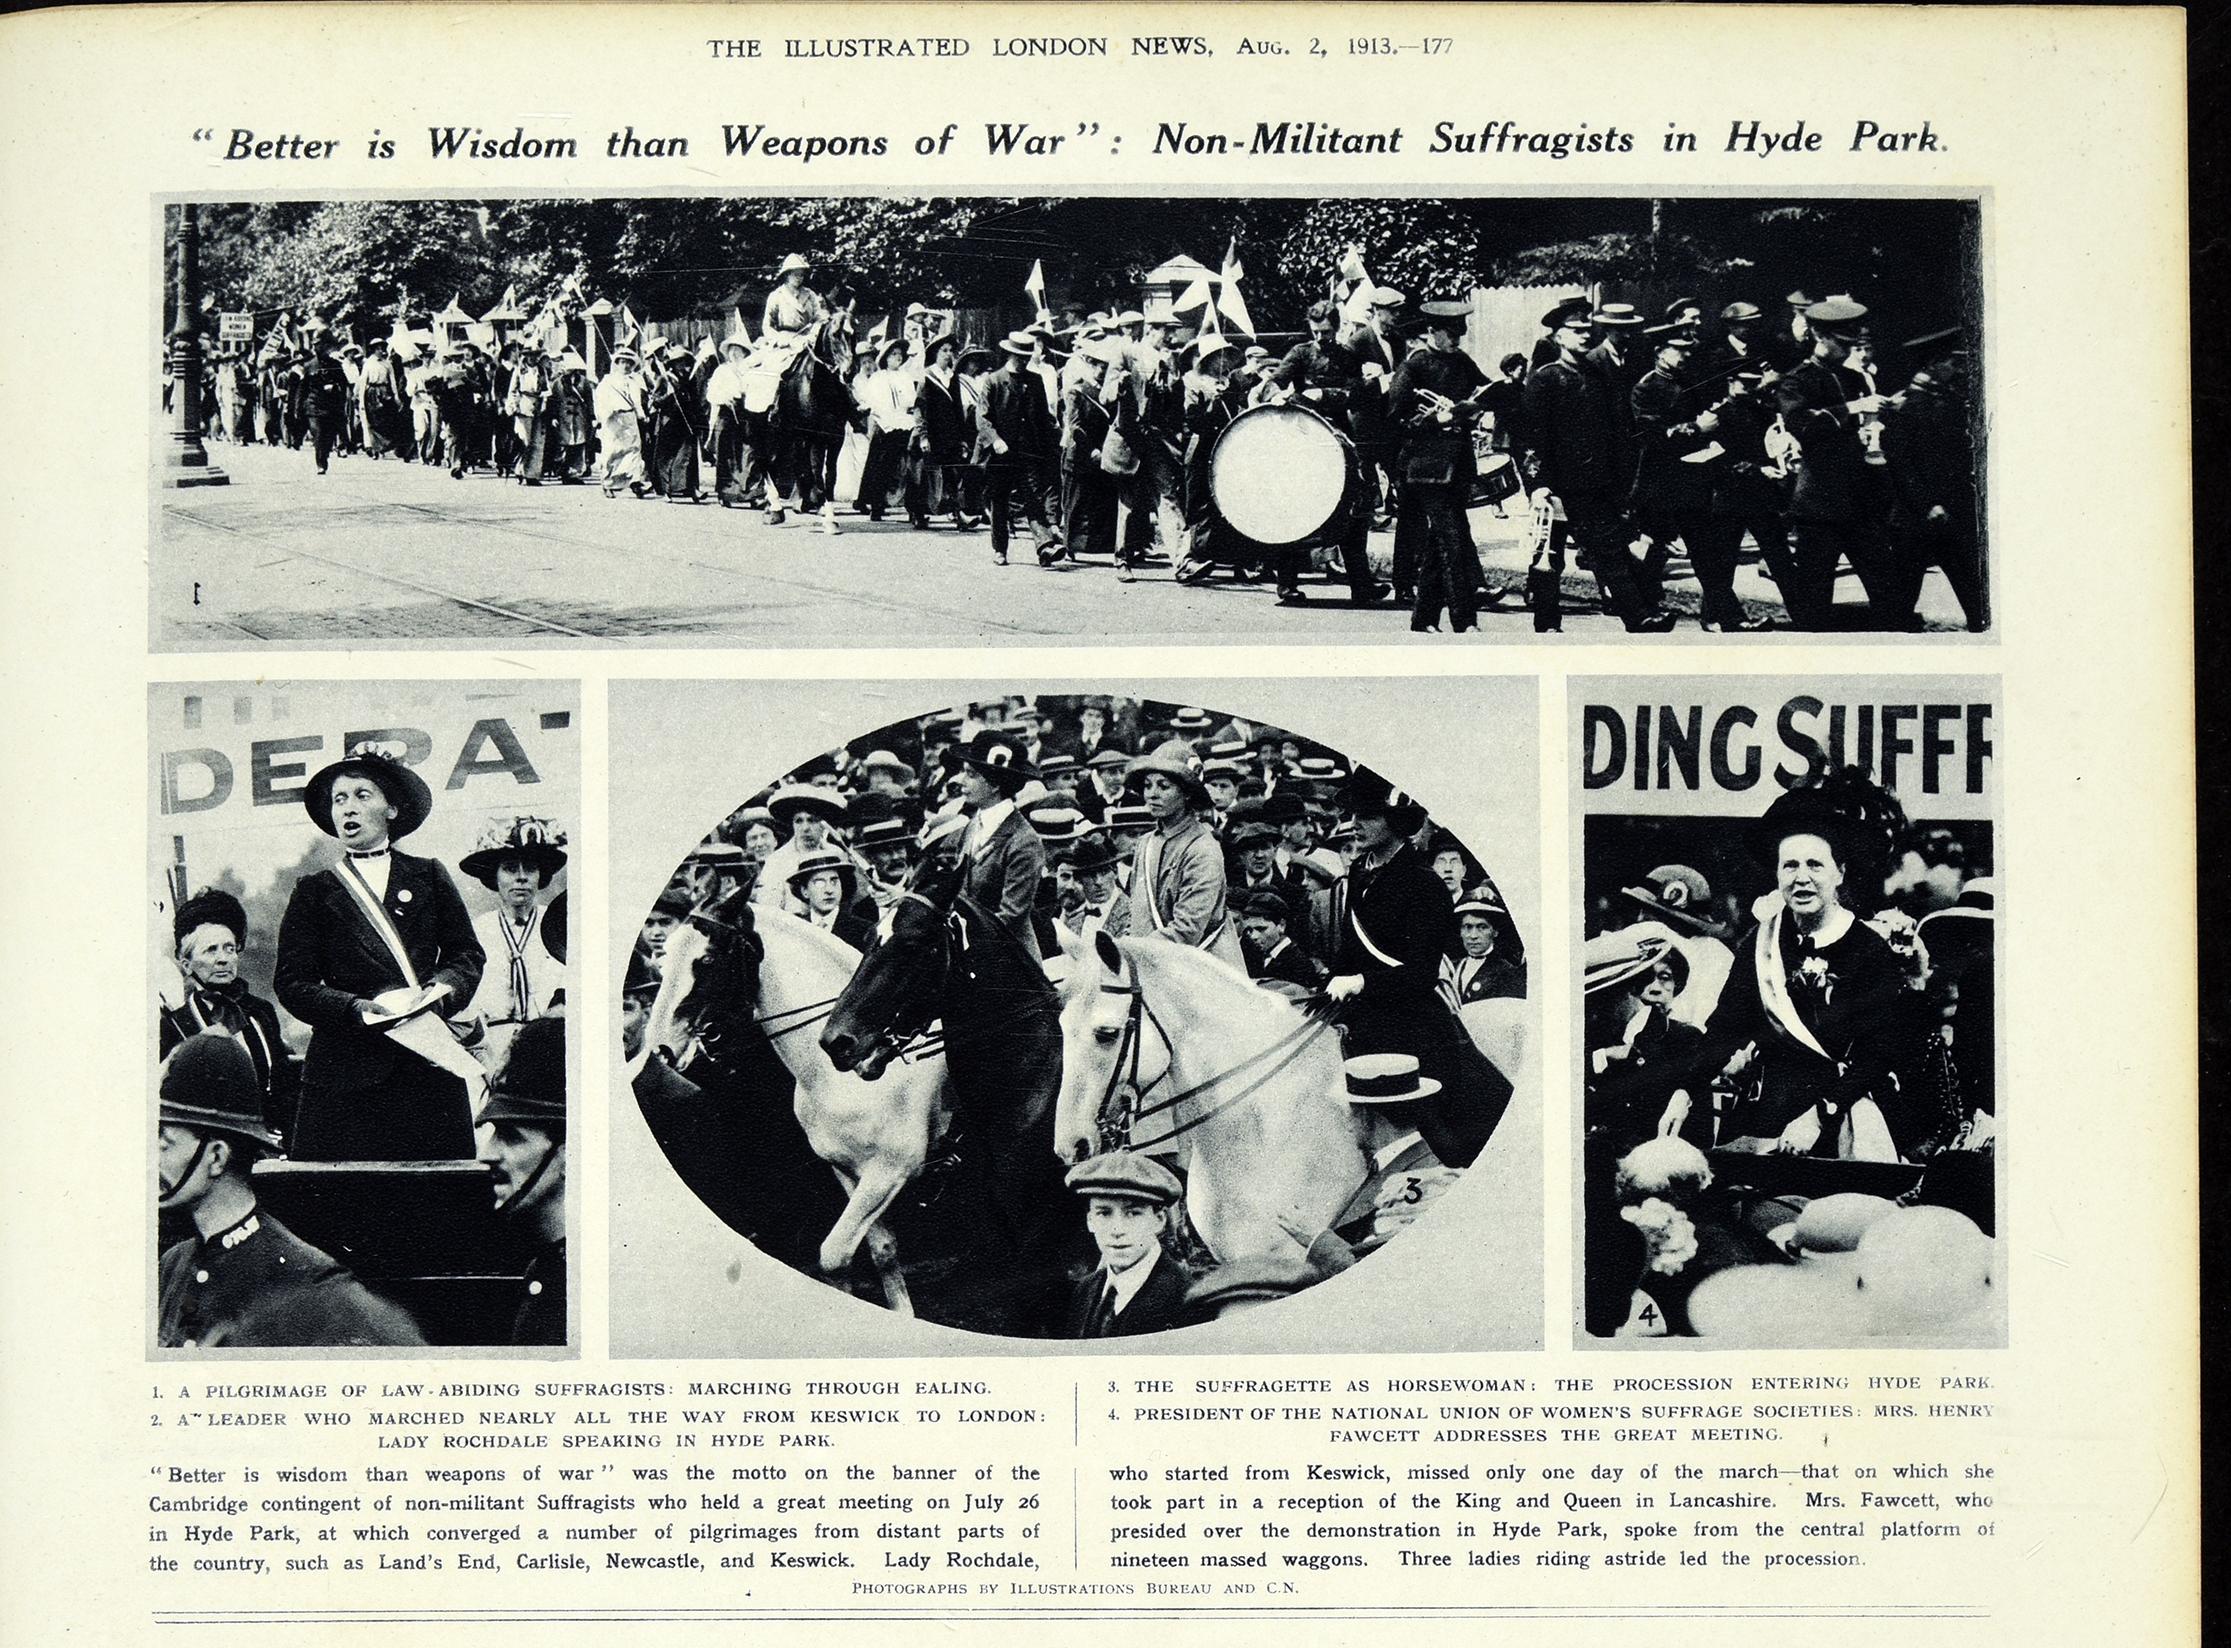 THE ILLUSTRATED LONDON NEWS, AUG. 2, 1913.—177
"Better is Wisdom than Weapons of War": Non-Militant Suffragists in Hyde Park.
WOMEN
SUFFRAGISTS
1
DEBA
DING SUFFR
3
4
1. A PILGRIMAGE OF LAW-ABIDING SUFFRAGISTS: MARCHING THROUGH EALING.
2. A LEADER WHO MARCHED NEARLY ALL THE WAY FROM KESWICK TO LONDON:
LADY ROCHDALE SPEAKING IN HYDE PARK.
3. THE SUFFRAGETTE AS HORSEWOMAN: THE PROCESSION ENTERING HYDE PARK.
4. PRESIDENT OF THE NATIONAL UNION OF WOMEN'S SUFFRAGE SOCIETIES: MRS. HENRY
FAWCETT ADDRESSES THE GREAT MEETING.
"Better is wisdom than weapons of war" was the motto on the banner of the
Cambridge contingent of non-militant Suffragists who held a great meeting on July 26
in Hyde Park, at which converged a number of pilgrimages from distant parts of
the country, such as Land's End, Carlisle, Newcastle, and Keswick. Lady Rochdale,
who started from Keswick, missed only one day of the march—that on which she
took part in a reception of the King and Queen in Lancashire. Mrs. Fawcett, who
presided over the demonstration in Hyde Park, spoke from the central platform of
nineteen massed waggons. Three ladies riding astride led the procession.
PHOTOGRAPHS BY ILLUSTRATIONS BUREAU AND C.N.